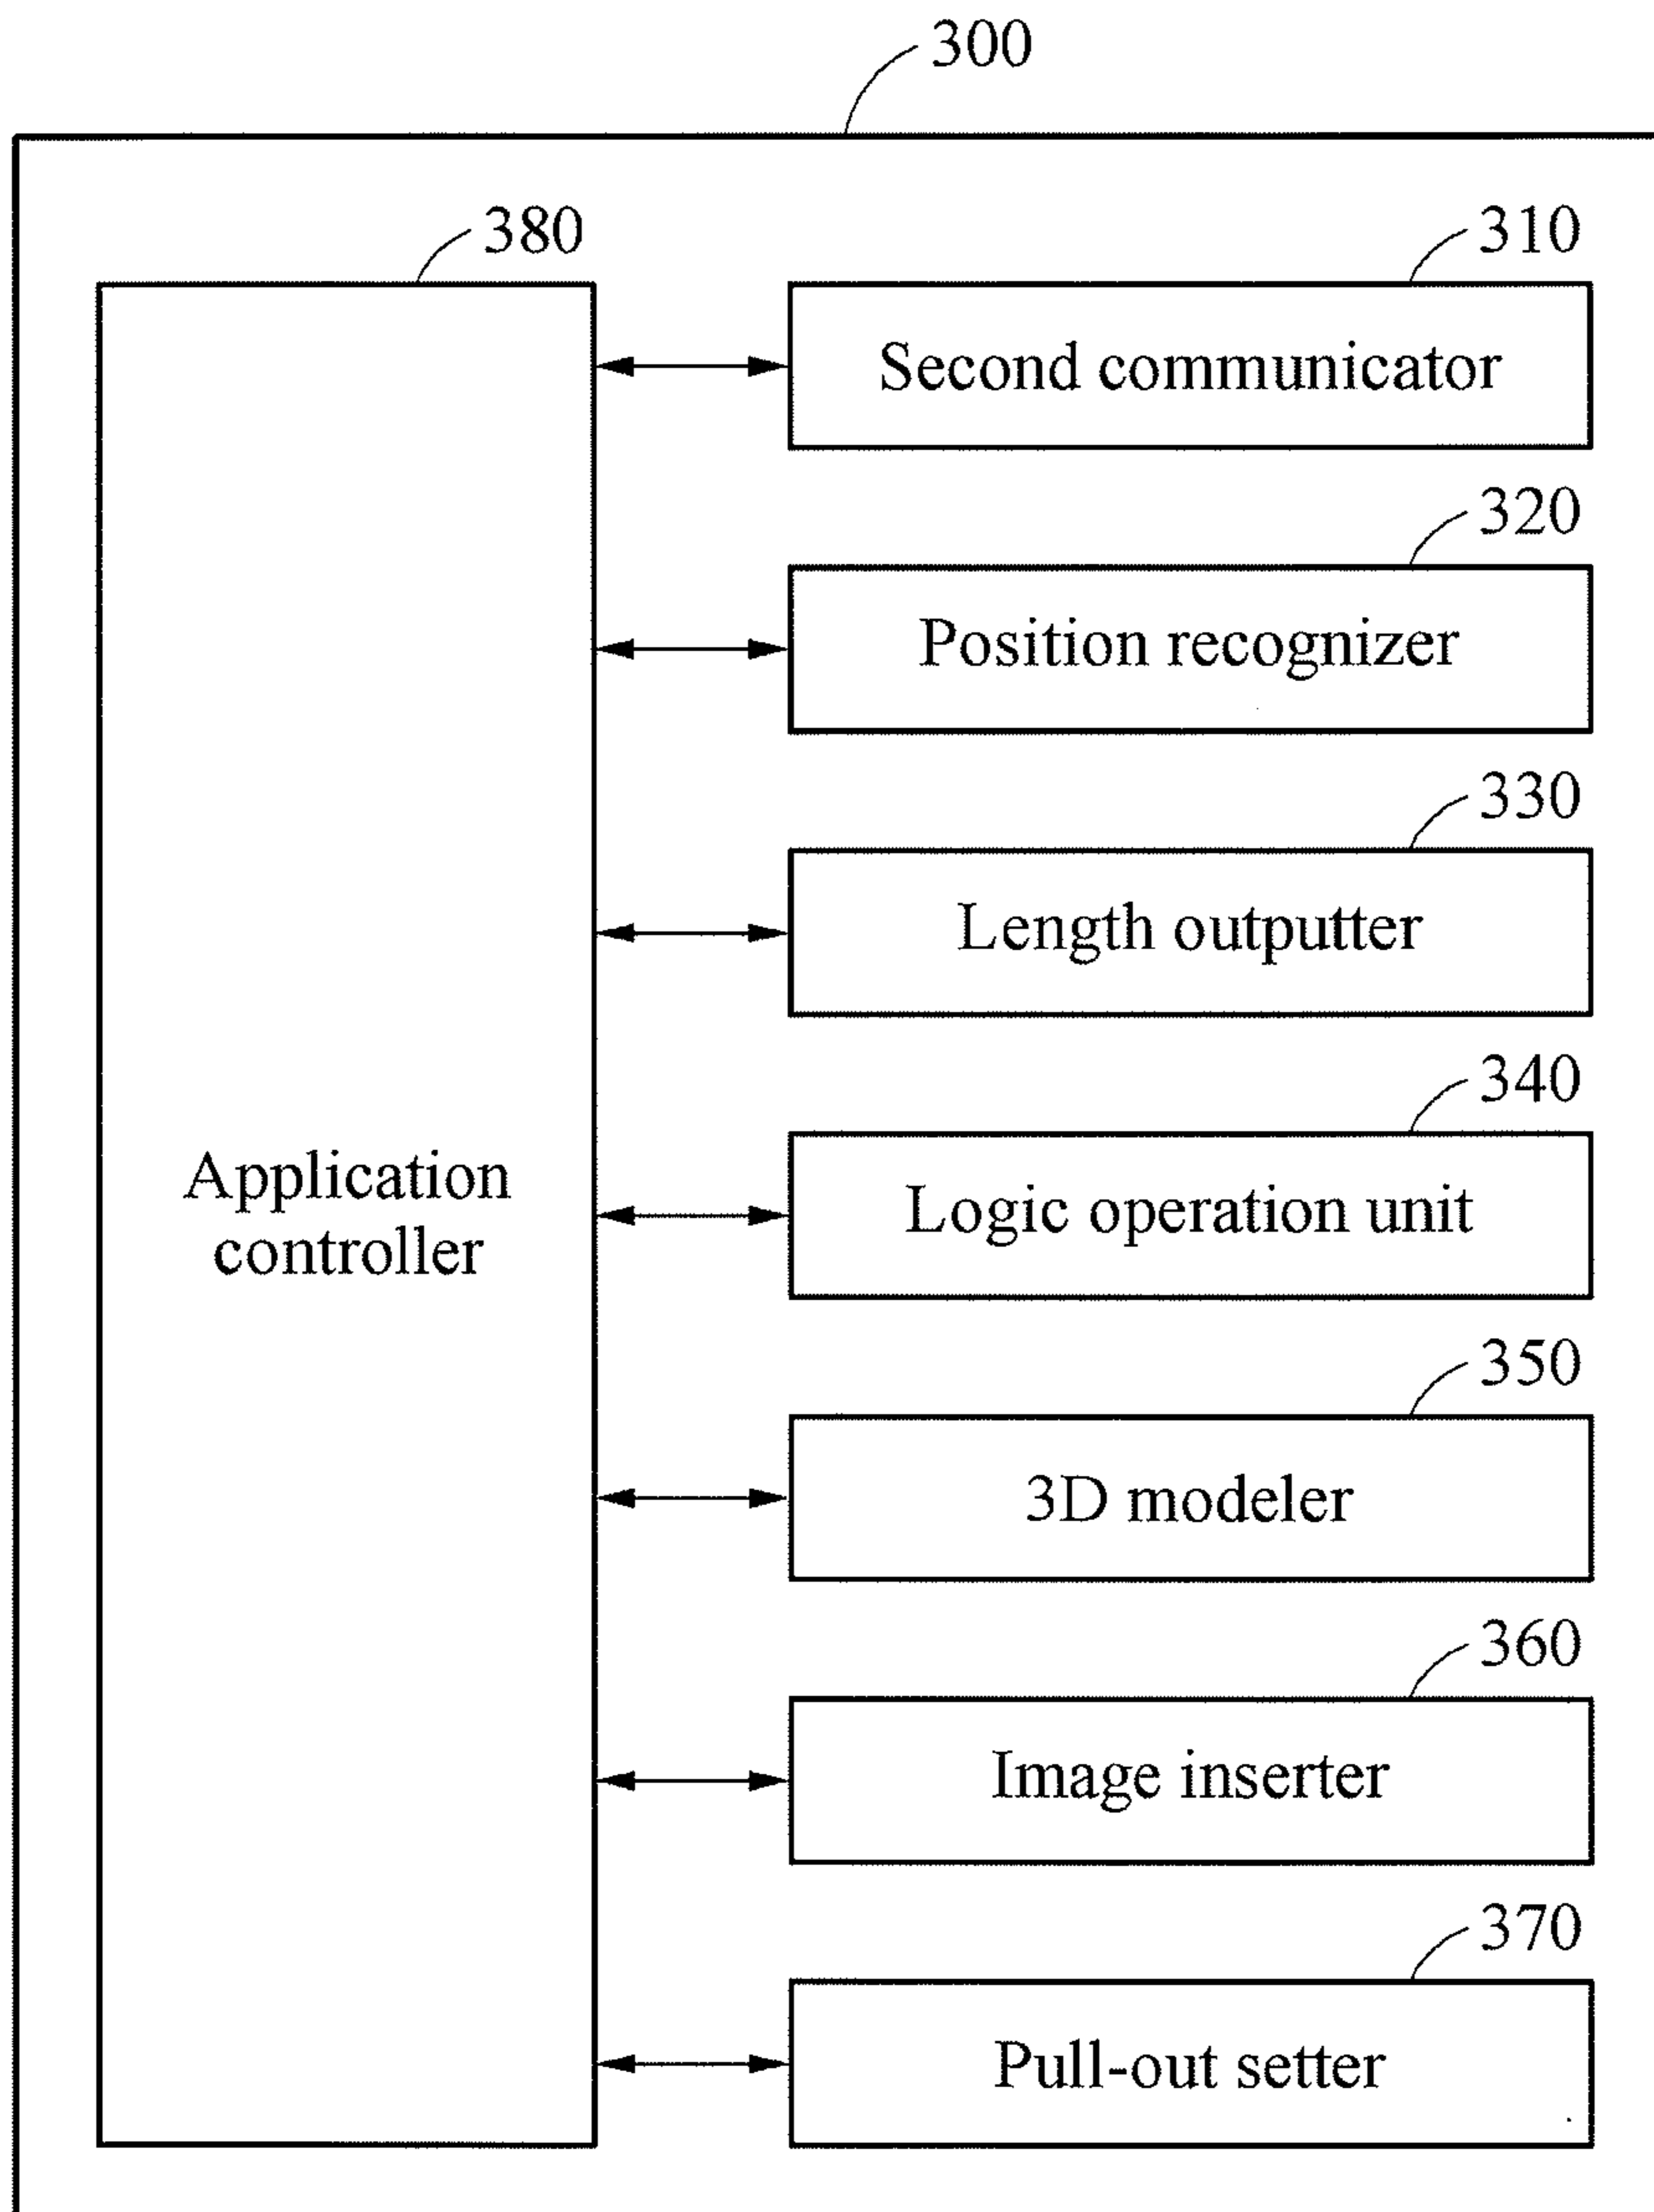 300
380
310
Second communicator
320
Position recognizer
330
Length outputter
340
Application
controller
Logic operation unit
350
3D modeler
360
Image inserter
370
Pull-out setter